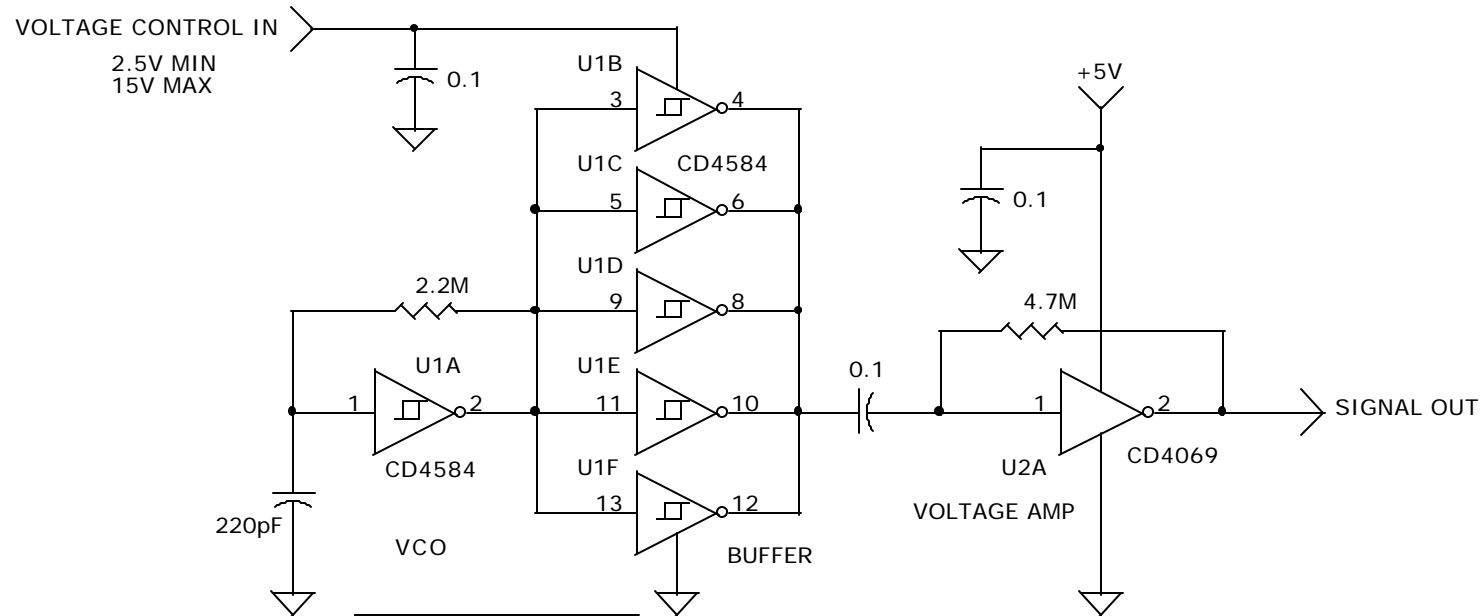 VOLTAGE CONTROL IN
2.5V MIN
15V MAX
0.1
U1B
3
4
CD4584
U1C
5
6
U1D
9
8
2.2M
U1A
1
2
CD4584
U1E
11
10
U1F
13
12
220pF
VCO
BUFFER
+5V
0.1
4.7M
0.1
1
2
U2A
CD4069
VOLTAGE AMP
SIGNAL OUT